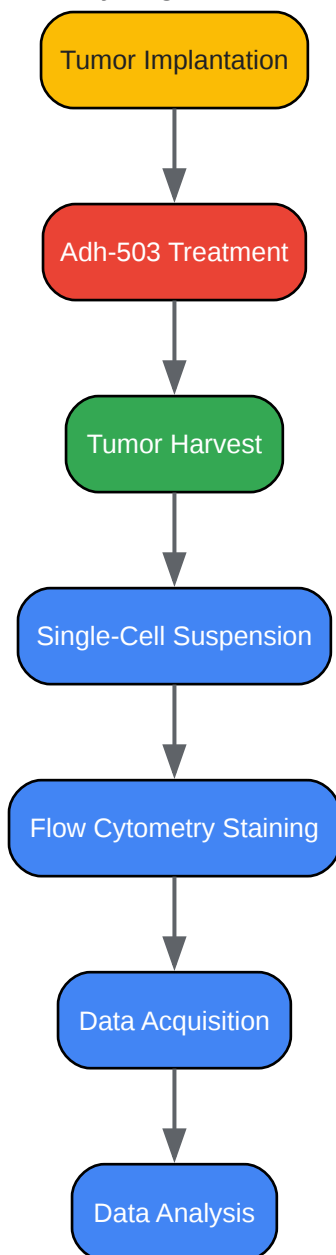 Tumor Implantation
Adh-503 Treatment
Tumor Harvest
Single-Cell Suspension
Flow Cytometry Staining
Data Acquisition
Data Analysis